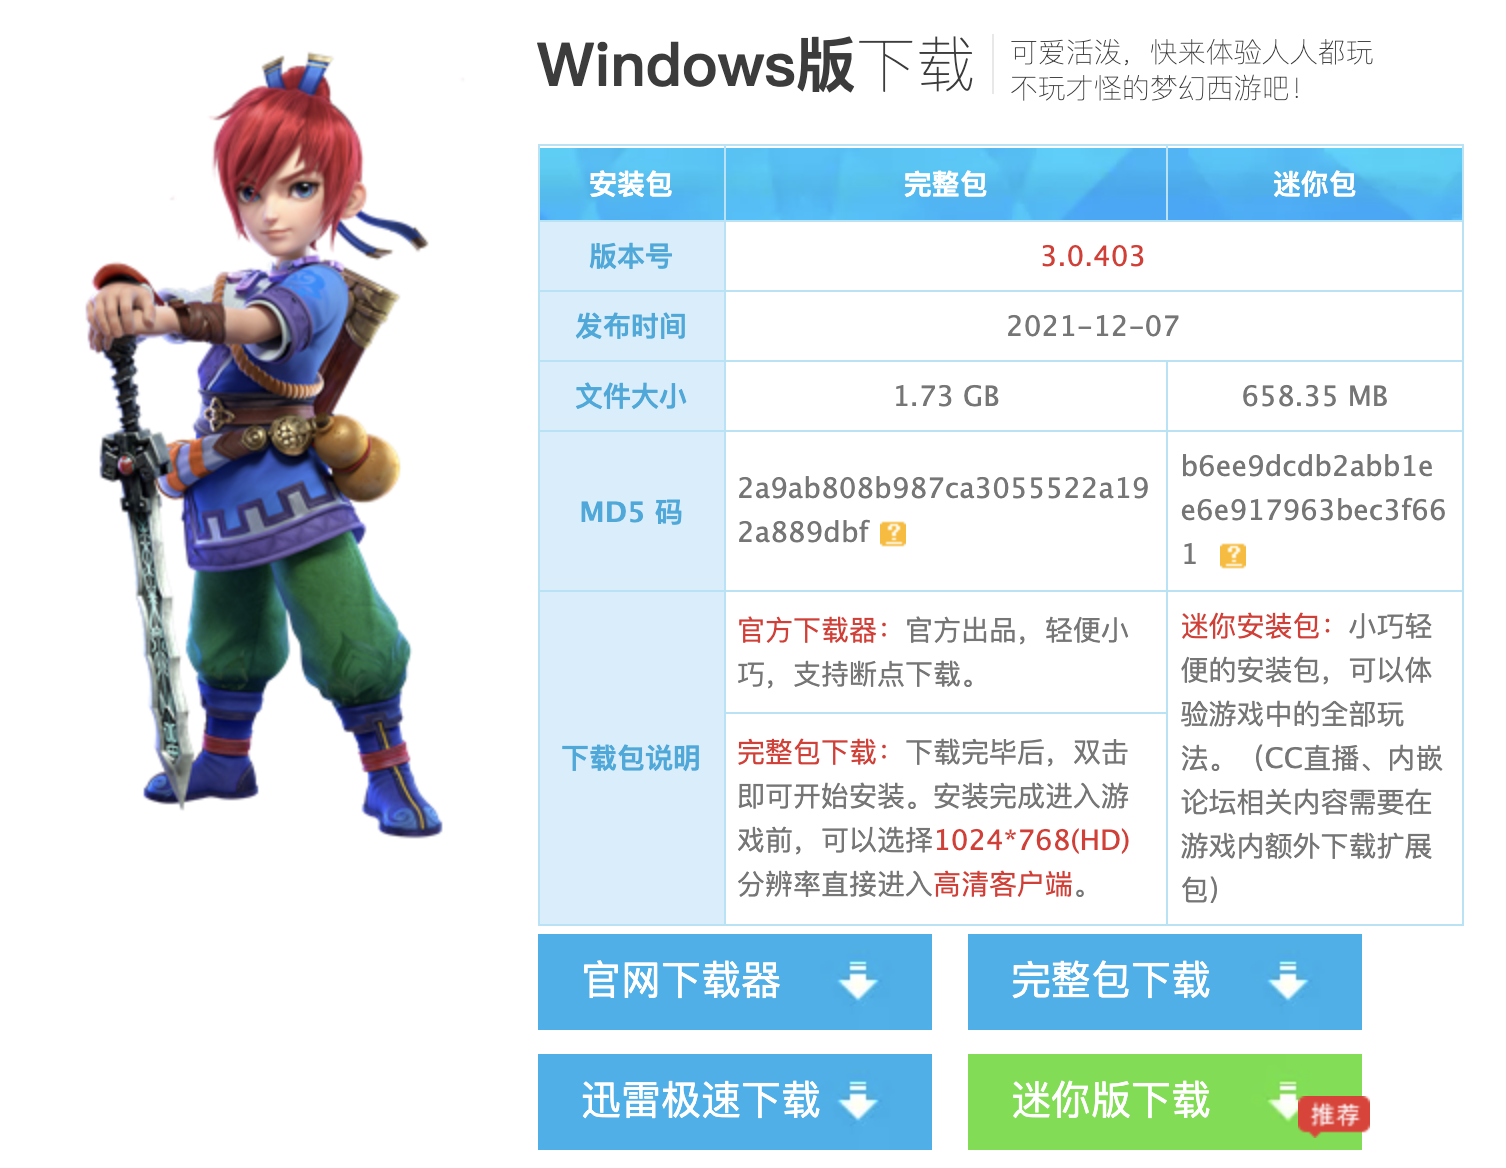 Windows版下载
可爱活泼，快来体验人人都玩
不玩才怪的梦幻西游吧！
安装包 完整包 迷你包
版本号 3.0.403
发布时间 2021-12-07
文件大小 1.73 GB 658.35 MB
MD5 码
2a9ab808b987ca3055522a19
2a889dbf ?
b6ee9dcdb2abb1e
e6e917963bec3f66
1 ?
下载包说明
官方下载器：官方出品，轻便小
巧，支持断点下载。
完整包下载：下载完毕后，双击
即可开始安装。安装完成进入游
戏前，可以选择1024*768(HD)
分辨率直接进入高清客户端。
迷你安装包：小巧轻
便的安装包，可以体
验游戏中的全部玩
法。（CC直播、内嵌
论坛相关内容需要在
游戏内额外下载扩展
包）
官网下载器
完整包下载
迅雷极速下载
迷你版下载
推荐